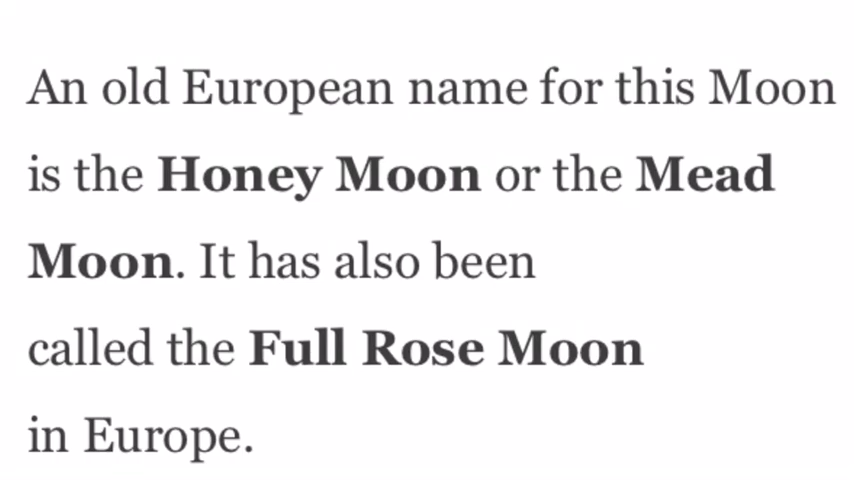 An old European name for this Moon
is the Honey Moon or the Mead
Moon. It has also been
called the Full Rose Moon
in Europe.